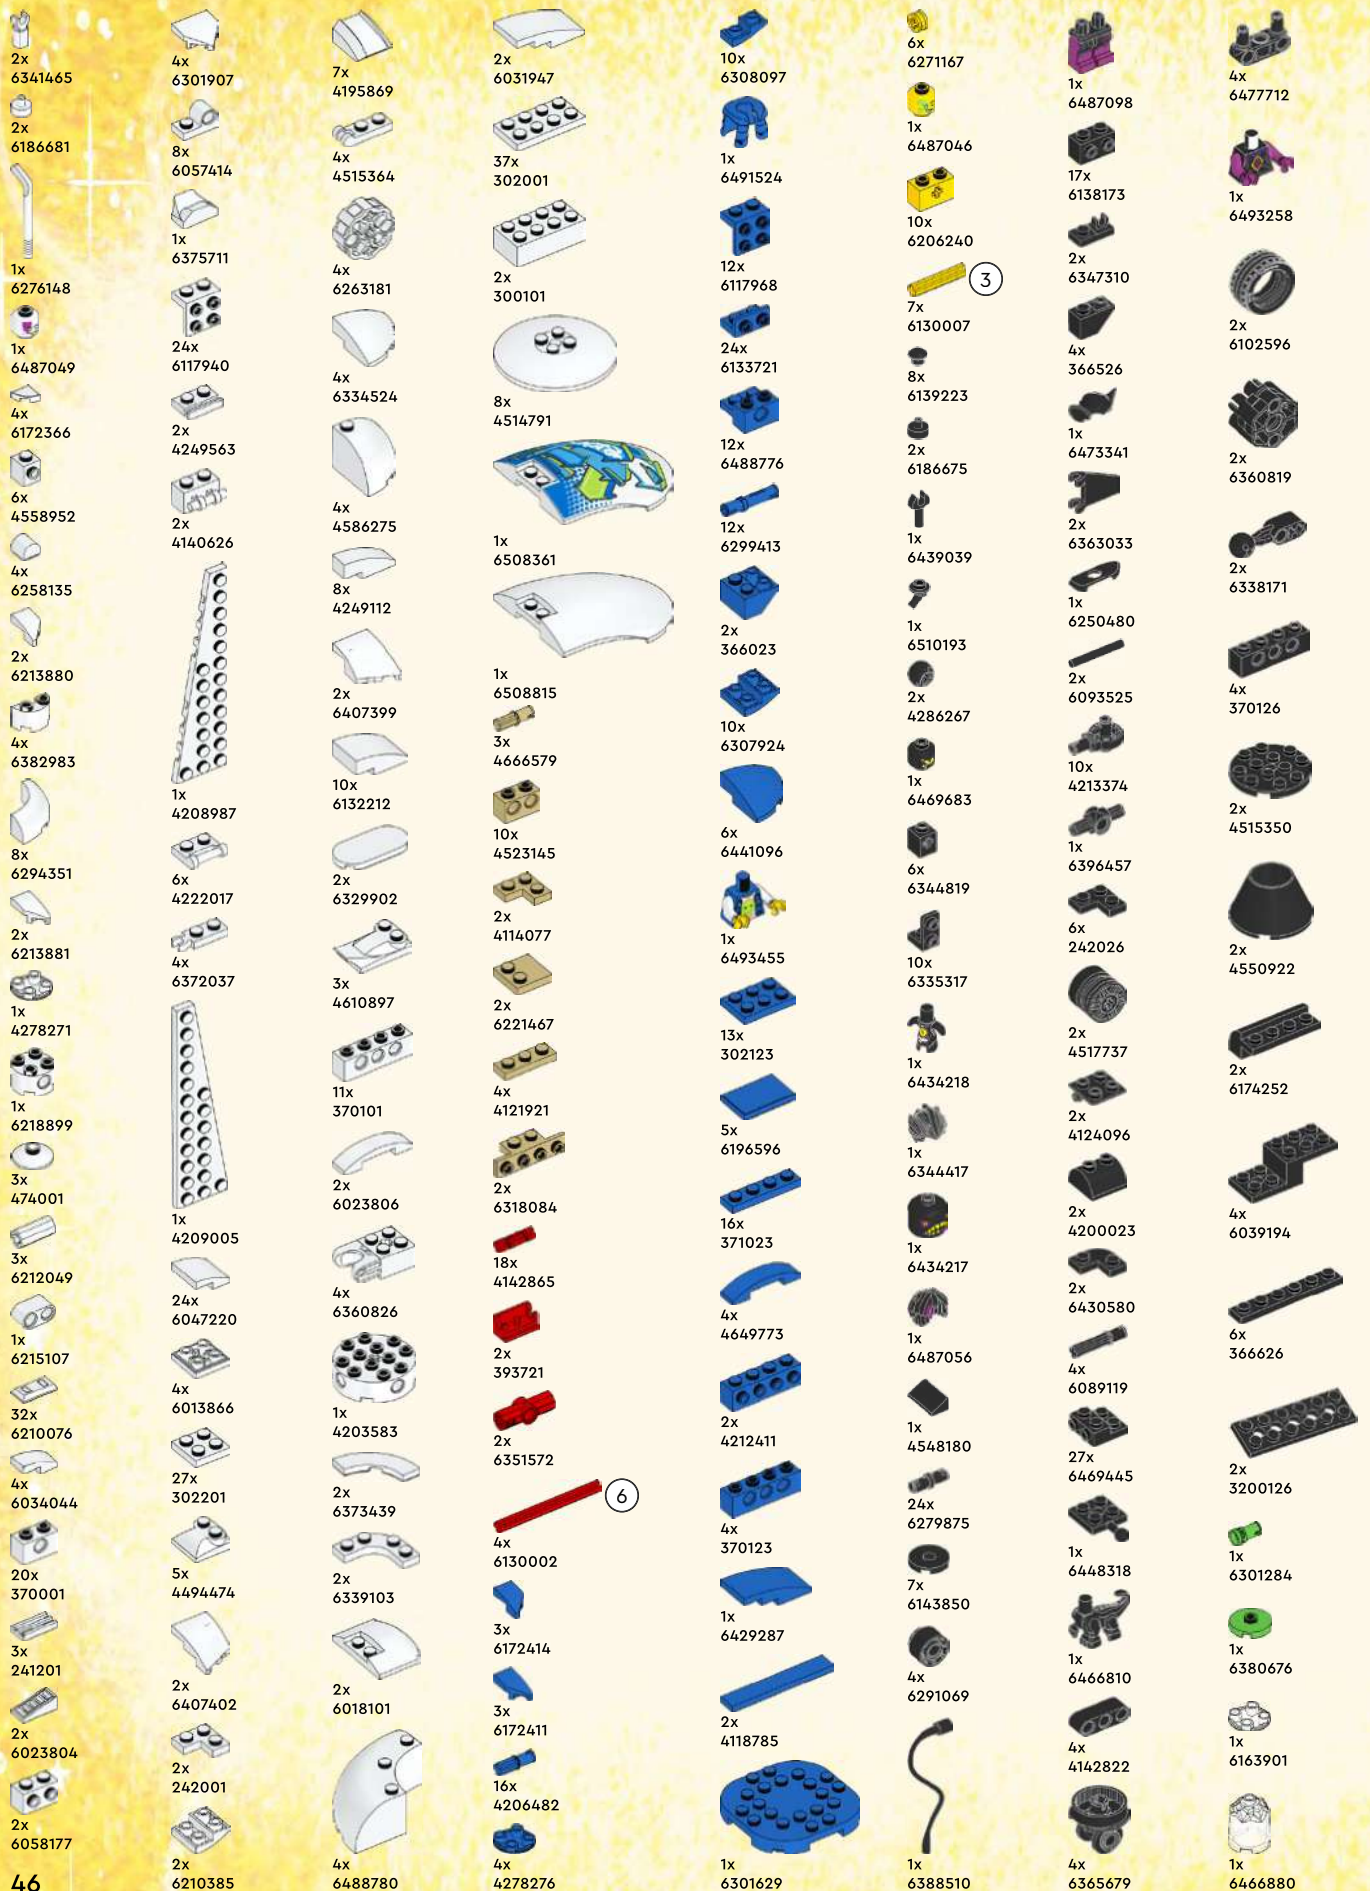 2x
6341465
2x
6186681
1x
6276148
1x
6487049
4x
6172366
6x
4558952
4x
6258135
2x
6213880
4x
6382983
8x
6294351
2x
6213881
1x
4278271
1x
6218899
3x
474001
3x
6212049
1x
6215107
32x
6210076
4x
6034044
20x
370001
3x
241201
2x
6023804
2x
6058177
46
4x
6301907
8x
6057414
1x
6375711
24x
6117940
2x
4249563
2x
4140626
1x
4208987
6x
4222017
4x
6372037
1x
4209005
24x
6047220
4x
6013866
27x
302201
5x
4494474
2x
6407402
2x
242001
2x
6210385
7x
4195869
4x
4515364
4x
6263181
4x
6334524
4x
4586275
8x
4249112
2x
6407399
10x
6132212
2x
6329902
3x
4610897
11x
370101
2x
6023806
4x
6360826
1x
4203583
2x
6373439
2x
6339103
2x
6018101
4x
6488780
2x
6031947
37x
302001
2x
300101
8x
4514791
1x
6508361
1x
6508815
3x
4666579
10x
4523145
2x
4114077
2x
6221467
4x
4121921
2x
6318084
18x
4142865
2x
393721
2x
6351572
6
4x
6130002
3x
6172414
3x
6172411
16x
4206482
4x
4278276
10x
6308097
1x
6491524
12x
6117968
24x
6133721
12x
6488776
12x
6299413
2x
366023
10x
6307924
6x
6441096
1x
6493455
13x
302123
5x
6196596
16x
371023
4x
4649773
2x
4212411
4x
370123
1x
6429287
2x
4118785
1x
6301629
6x
6271167
1x
6487046
10x
6206240
3
7x
6130007
8x
6139223
2x
6186675
1x
6439039
1x
6510193
2x
4286267
1x
6469683
6x
6344819
10x
6335317
1x
6434218
1x
6344417
1x
6434217
1x
6487056
1x
4548180
24x
6279875
7x
6143850
4x
6291069
1x
6388510
1x
6487098
17x
6138173
2x
6347310
4x
366526
1x
6473341
2x
6363033
1x
6250480
2x
6093525
10x
4213374
1x
6396457
6x
242026
2x
4517737
2x
4124096
2x
4200023
2x
6430580
4x
6089119
27x
6469445
1x
6448318
1x
6466810
4x
4142822
4x
6365679
4x
6477712
1x
6493258
2x
6102596
2x
6360819
2x
6338171
4x
370126
2x
4515350
2x
4550922
2x
6174252
4x
6039194
6x
366626
2x
3200126
1x
6301284
1x
6380676
1x
6163901
1x
6466880